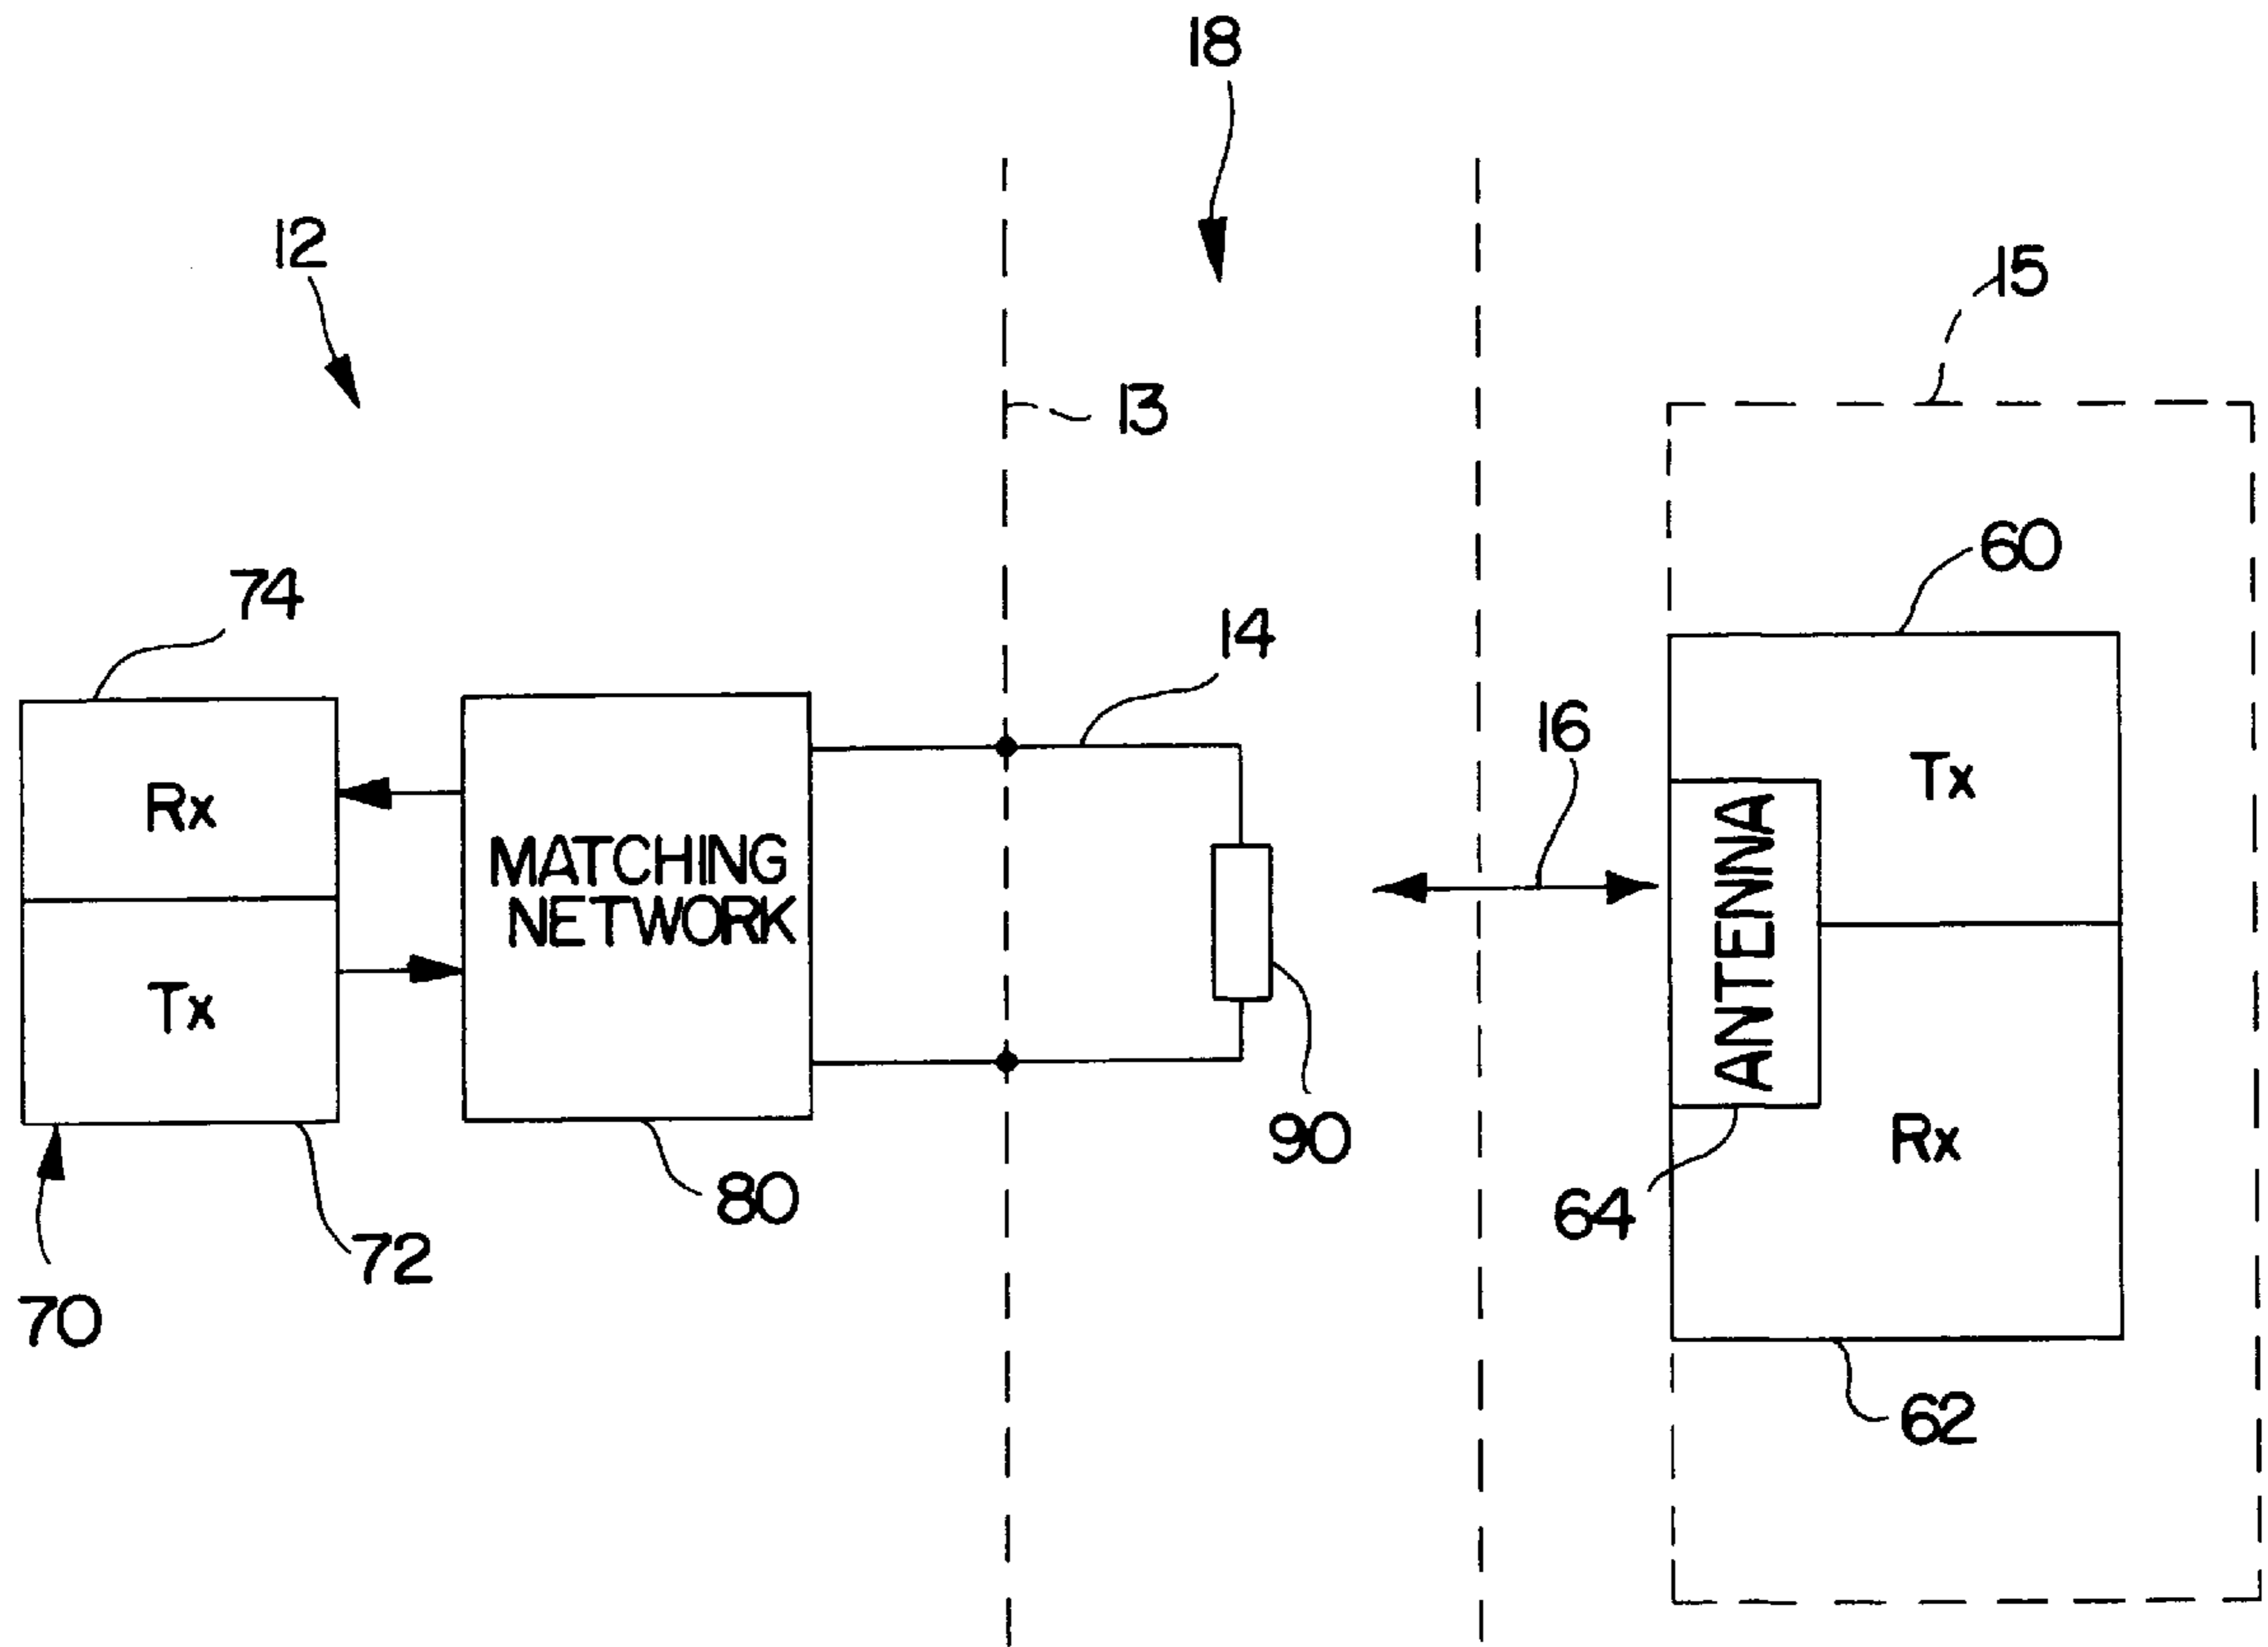 18
12
15
13
60
74
14
16
Rx
Tx
MATCHING
NETWORK
ANTENNA
Tx
Rx
90
80
64
72
70
62